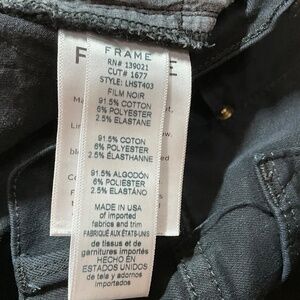 FRAME
RN# 139021
CUT# 1677
STYLE: LHST403
FILM NOIR
91.5% COTTON
6% POLYESTER
2.5% ELASTANE
91.5% COTON
6% POLYESTER
2.5% ÉLASTHANNE
91.5% ALGODÓN
6% POLIESTER
2.5% ELASTANO
MADE IN USA
of imported
fabrics and trim
FABRIQUÉ AUX ÉTATS-UNIS
de tissus et de
garnitures importés
HECHO EN
ESTADOS UNIDOS
de tela y adornos
importados